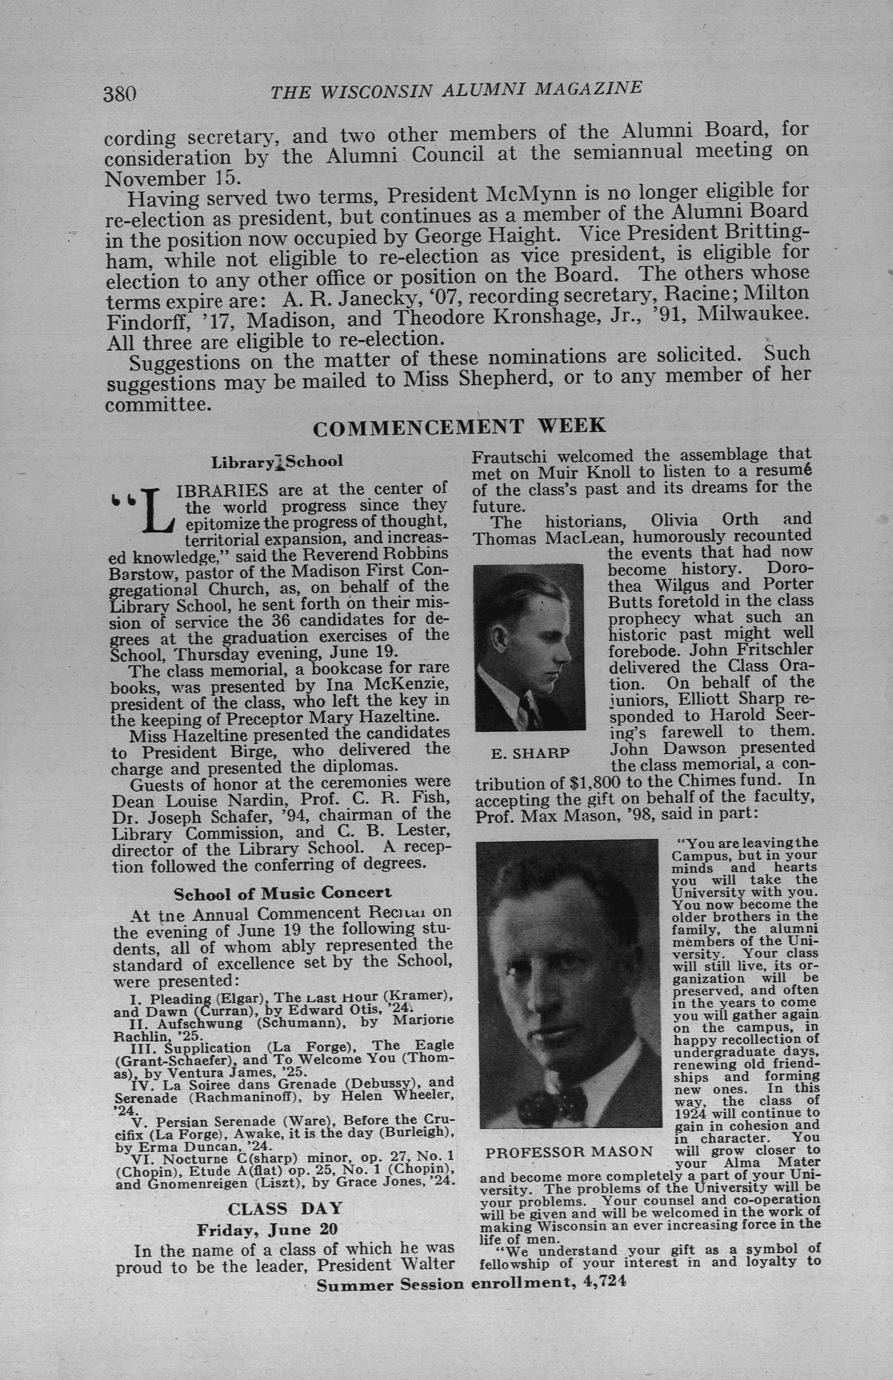 380
THE WISCONSIN ALUMNI MAGAZINE
cording secretary, and two other members of the Alumni Board, for
consideration by the Alumni Council at the semiannual meeting on
November 15.
Having served two terms, President McMynn is no longer eligible for
re-election as president, but continues as a member of the Alumni Board
in the position now occupied by George Haight. Vice President Britting-
ham, while not eligible to re-election as vice president, is eligible for
election to any other office or position on the Board. The others whose
terms expire are: A. R. Janecky, ‘07, recording secretary, Racine; Milton
Findorff, ’17, Madison, and Theodore Kronshage, Jr., ’91, Milwaukee.
All three are eligible to re-election.
Suggestions on the matter of these nominations are solicited. Such
suggestions may be mailed to Miss Shepherd, or to any member of her
committee.
COMMENCEMENT WEEK
Library School
“LIBRARIES are at the center of
the world progress since they
epitomize the progress of thought,
territorial expansion, and increas-
ed knowledge,” said the Reverend Robbins
Barstow, pastor of the Madison First Con-
gregational Church, as, on behalf of the
Library School, he sent forth on their mis-
sion of service the 36 candidates for de-
grees at the graduation exercises of the
School, Thursday evening, June 19.
The class memorial, a bookcase for rare
books, was presented by Ina McKenzie,
president of the class, who left the key in
the keeping of Preceptor Mary Hazeltine.
Miss Hazeltine presented the candidates
to President Birge, who delivered the
charge and presented the diplomas.
Guests of honor at the ceremonies were
Dean Louise Nardin, Prof. C. R. Fish,
Dr. Joseph Schafer, ’94, chairman of the
Library Commission, and C. B. Lester,
director of the Library School. A recep-
tion followed the conferring of degrees.
School of Music Concert
At the Annual Commencent Recital on
the evening of June 19 the following stu-
dents, all of whom ably represented the
standard of excellence set by the School,
were presented:
I. Pleading (Elgar), The Last Hour (Kramer),
and Dawn (Curran), by Edward Otis, ’24.
II. Aufschwung (Schumann), by Marjorie
Rachlin, ’25.
III. Supplication (La Forge), The Eagle
(Grant-Schaefer), and To Welcome You (Thom-
as), by Ventura James, ’25.
IV. La Soiree dans Grenade (Debussy), and
Serenade (Rachmaninoff), by Helen Wheeler,
’24.
V. Persian Serenade (Ware), Before the Cru-
cifix (La Forge), Awake, it is the day (Burleigh),
by Erma Duncan, ’24.
VI. Nocturne C(sharp) minor, op. 27, No. 1
(Chopin), Etude A(flat) op. 25, No. 1 (Chopin),
and Gnomenreigen (Liszt), by Grace Jones, ’24.
CLASS DAY
Friday, June 20
In the name of a class of which he was
proud to be the leader, President Walter
Frautschi welcomed the assemblage that
met on Muir Knoll to listen to a resumé
of the class’s past and its dreams for the
future.
The historians, Olivia Orth and
Thomas MacLean, humorously recounted
the events that had now
become history. Doro-
thea Wilgus and Porter
Butts foretold in the class
prophecy what such an
historic past might well
forebode. John Fritschler
delivered the Class Ora-
tion. On behalf of the
juniors, Elliott Sharp re-
sponded to Harold Seer-
ing’s farewell to them.
John Dawson presented
the class memorial, a con-
tribution of $1,800 to the Chimes fund. In
accepting the gift on behalf of the faculty,
Prof. Max Mason, ’98, said in part:
E. SHARP
“You are leaving the
Campus, but in your
minds and hearts
you will take the
University with you.
You now become the
older brothers in the
family, the alumni
members of the Uni-
versity. Your class
will still live, its or-
ganization will be
preserved, and often
in the years to come
you will gather again
on the campus, in
happy recollection of
undergraduate days,
renewing old friend-
ships and forming
new ones. In this
way, the class of
1924 will continue to
gain in cohesion and
in character. You
will grow closer to
your Alma Mater
PROFESSOR MASON
and become more completely a part of your Uni-
versity. The problems of the University will be
your problems. Your counsel and co-operation
will be given and will be welcomed in the work of
making Wisconsin an ever increasing force in the
life of men.
“We understand your gift as a symbol of
fellowship of your interest in and loyalty to
Summer Session enrollment, 4,724